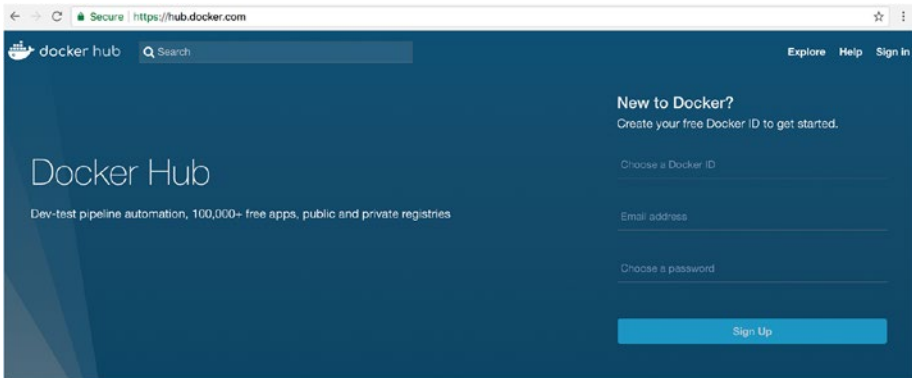 Secure https://hub.docker.com
docker hub Search Explore Help Sign in
New to Docker?
Create your free Docker ID to get started.
Choose a Docker ID
Docker Hub
Dev-test pipeline automation, 100,000+ free apps, public and private registries
Email address
Choose a password
Sign Up